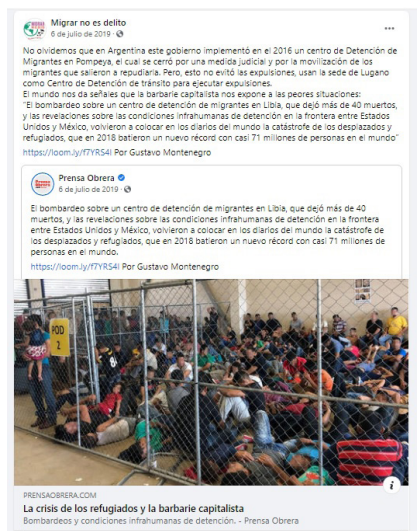 Migrar no es delito
6 de julio de 2019 ·
No olvidemos que en Argentina este gobierno implementó en el 2016 un centro de Detención de
Migrantes en Pompeya, el cual se cerró por una medida judicial y por la movilización de los
migrantes que salieron a repudiarla. Pero, esto no evitó las expulsiones, usan la sede de Lugano
como Centro de Detención de tránsito para ejecutar expulsiones.
El mundo nos da señales que la barbarie capitalista nos expone a las peores situaciones:
"El bombardeo sobre un centro de detención de migrantes en Libia, que dejó más de 40 muertos,
y las revelaciones sobre las condiciones infrahumanas de detención en la frontera entre Estados
Unidos y México, volvieron a colocar en los diarios del mundo la catástrofe de los desplazados y
refugiados, que en 2018 batieron un nuevo récord con casi 71 millones de personas en el mundo"
https://loom.ly/f7YRS4I Por Gustavo Montenegro
Prensa Obrera
6 de julio de 2019 ·
El bombardeo sobre un centro de detención de migrantes en Libia, que dejó más de 40
muertos, y las revelaciones sobre las condiciones infrahumanas de detención en la frontera
entre Estados Unidos y México, volvieron a colocar en los diarios del mundo la catástrofe de
los desplazados y refugiados, que en 2018 batieron un nuevo récord con casi 71 millones de
personas en el mundo.
https://loom.ly/f7YRS4I Por Gustavo Montenegro
POD
2
PRENSAOBRERA.COM
La crisis de los refugiados y la barbarie capitalista
Bombardeos y condiciones infrahumanas de detención. - Prensa Obrera